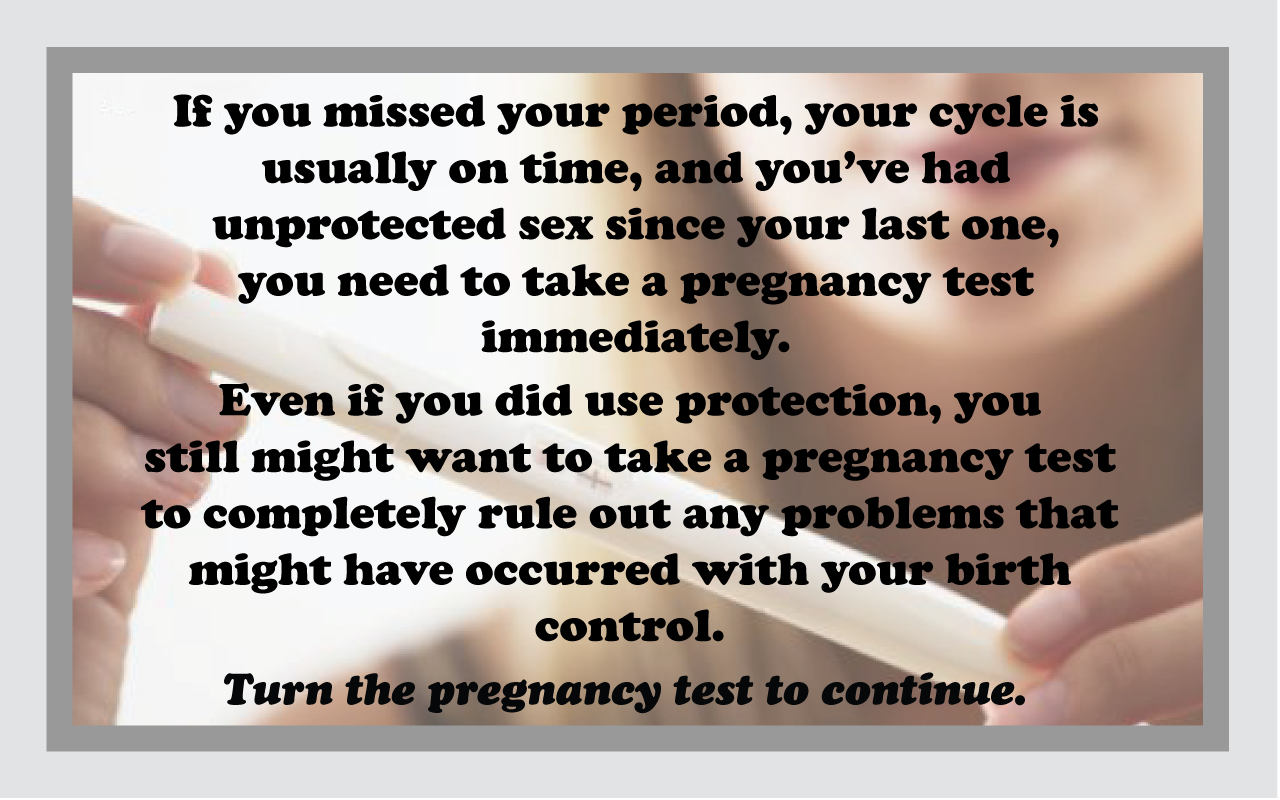 If you missed your period, your cycle is
usually on time, and you’ve had
unprotected sex since your last one,
you need to take a pregnancy test
immediately.
Even if you did use protection, you
still might want to take a pregnancy test
to completely rule out any problems that
might have occurred with your birth
control.
Turn the pregnancy test to continue.